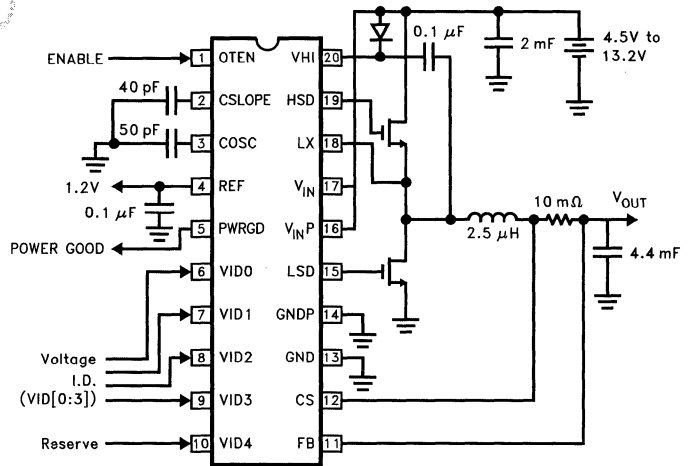 ENABLE
40 pF
50 pF
1.2V
0.1 μF
POWER GOOD
Voltage
I.D.
(VID[0:3])
Reserve
1 OTEN
2 CSLOPE
3 COSC
4 REF
5 PWRGD
6 VID0
7 VID1
8 VID2
9 VID3
10 VID4
VHI 20
HSD 19
LX 18
VIN 17
VINP 16
LSD 15
GNDP 14
GND 13
CS 12
FB 11
0.1 μF
2 mF
4.5V to
13.2V
2.5 μH
10 mΩ
VOUT
4.4 mF